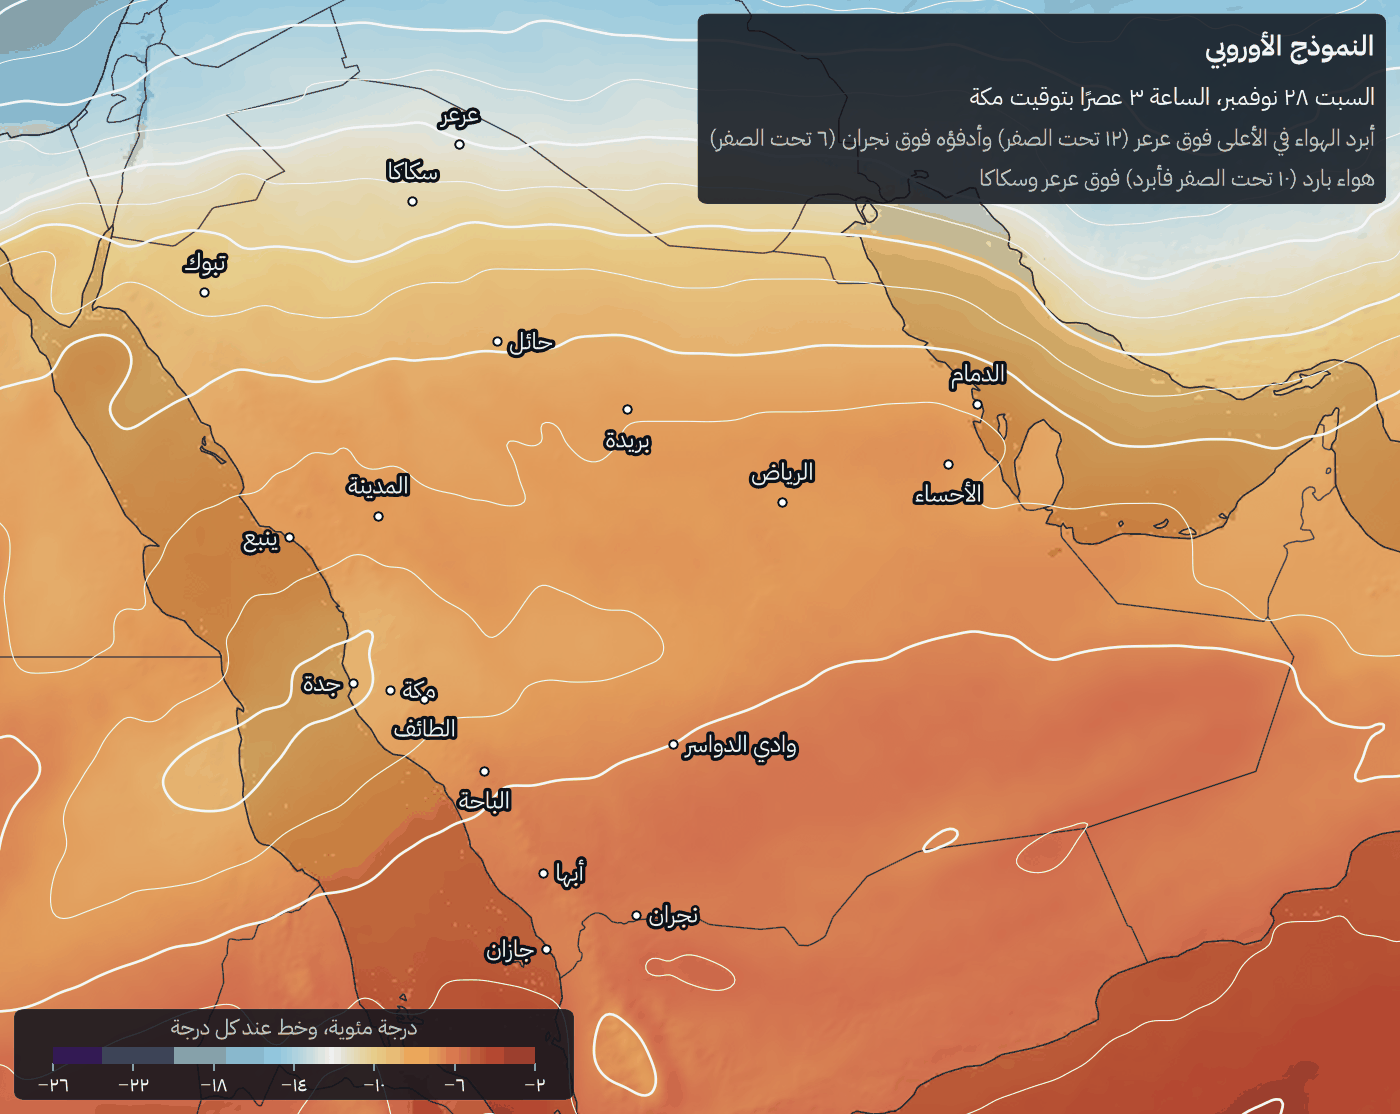 النموذج الأوروبي
السبت ٢٨ نوفمبر، الساعة ٣ عصرًا بتوقيت مكة
أبرد الهواء في الأعلى فوق عرعر (١٢ تحت الصفر) وأدفؤه فوق نجران (٦ تحت الصفر)
هواء بارد (١٠ تحت الصفر فأبرد) فوق عرعر وسكاكا
عرعر
سكاكا
تبوك
حائل
الدمام
بريدة
الرياض
الأحساء
المدينة
ينبع
جدة
مكة
الطائف
وادي الدواسر
الباحة
أبها
نجران
جازان
درجة مئوية، وخط عند كل درجة
−٢٦ −٢٢ −١٨ −١٤ −١٠ −٦ −٢